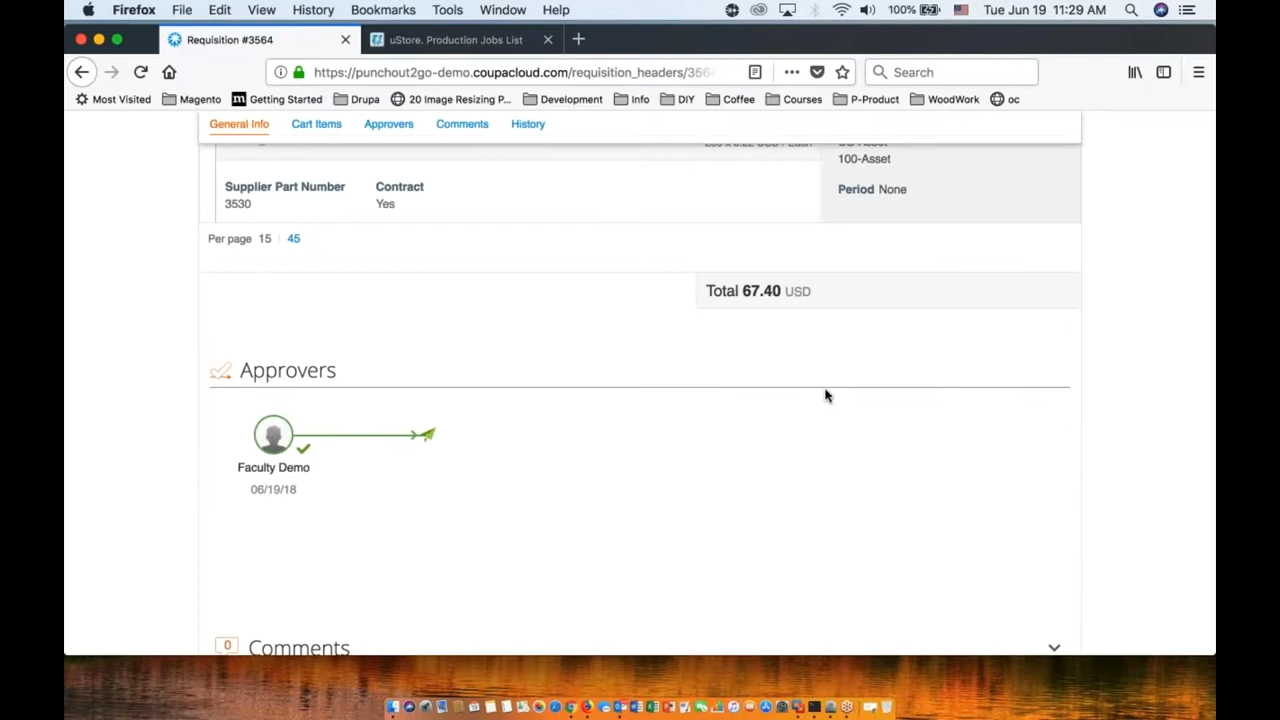 Firefox File Edit View History Bookmarks Tools Window Help 100% Tue Jun 19 11:29 AM
Requisition #3564 uStore. Production Jobs List
https://punchout2go-demo.coupacloud.com/requisition_headers/3564 Search
Most Visited Magento Getting Started Drupa 20 Image Resizing P... Development Info DIY Coffee Courses P-Product WoodWork oc
General Info Cart Items Approvers Comments History
100-Asset
Supplier Part Number Contract
Period None
3530 Yes
Per page 15 45
Total 67.40 USD
Approvers
Faculty Demo
06/19/18
0 Comments